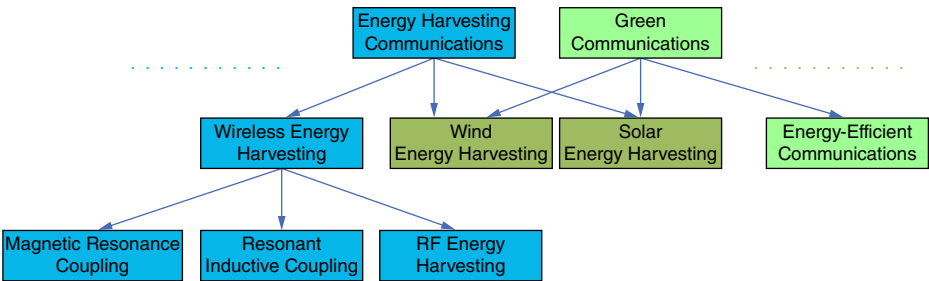 Energy Harvesting
Communications
Green
Communications
Wireless Energy
Harvesting
Wind
Energy Harvesting
Solar
Energy Harvesting
Energy-Efficient
Communications
Magnetic Resonance
Coupling
Resonant
Inductive Coupling
RF Energy
Harvesting